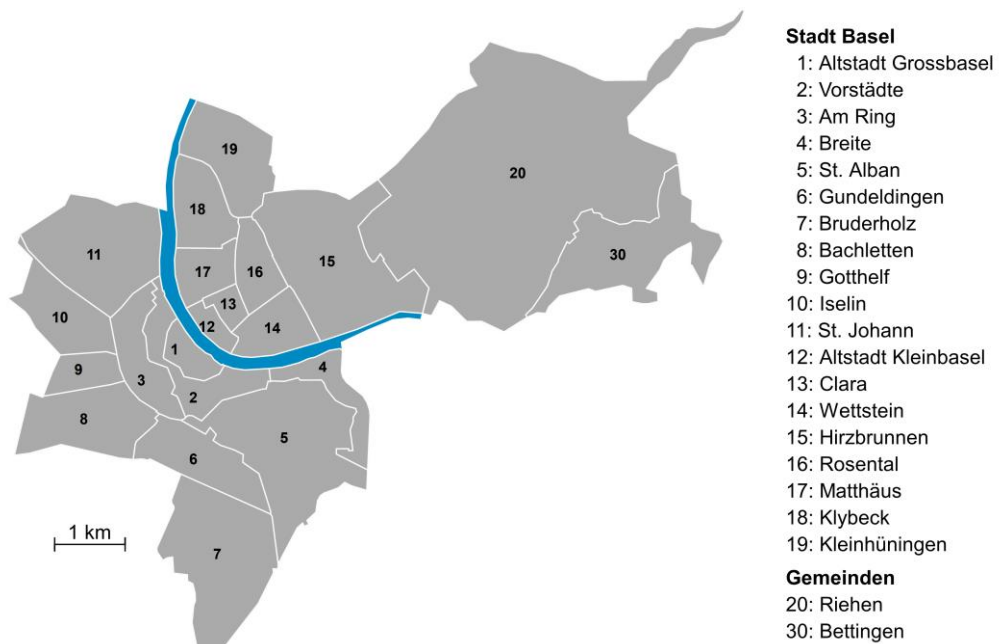 Stadt Basel
1: Altstadt Grossbasel
2: Vorstädte
3: Am Ring
4: Breite
5: St. Alban
6: Gundeldingen
7: Bruderholz
8: Bachletten
9: Gotthelf
10: Iselin
11: St. Johann
12: Altstadt Kleinbasel
13: Clara
14: Wettstein
15: Hirzbrunnen
16: Rosental
17: Matthäus
18: Klybeck
19: Kleinhüningen
Gemeinden
20: Riehen
30: Bettingen
19
20
18
11
17
16
15
30
13
10
12
14
1
9
3
4
2
8
5
6
1 km
7